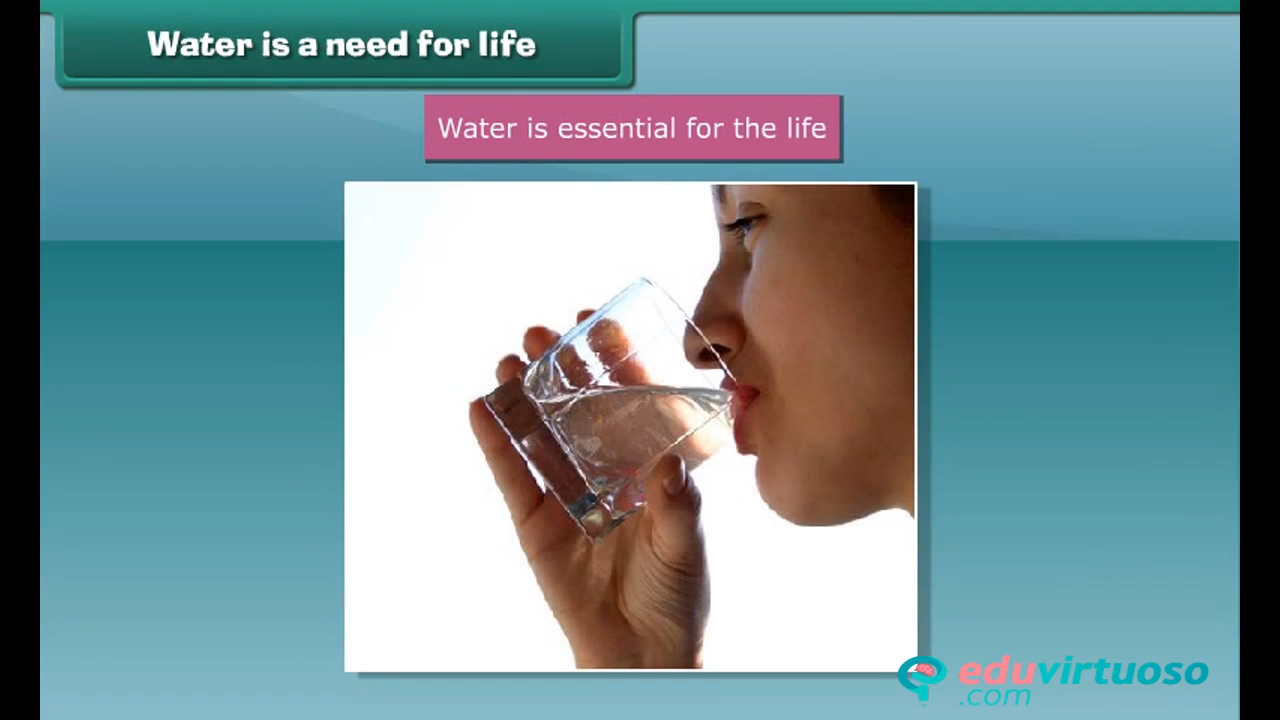 Water is a need for life
Water is essential for the life
eduvirtuoso
.com